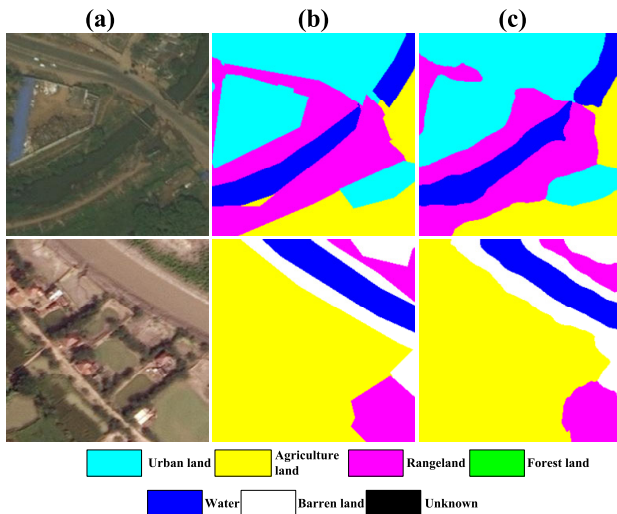 (a) (b) (c)
Urban land Agriculture land Rangeland Forest land
Water Barren land Unknown